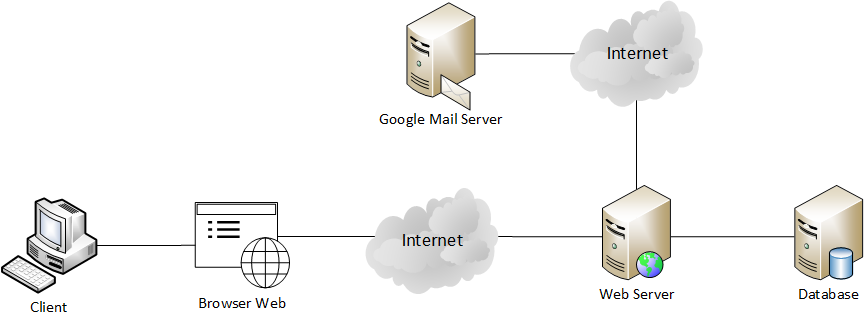 Internet
Google Mail Server
Internet
Client
Browser Web
Web Server
Database